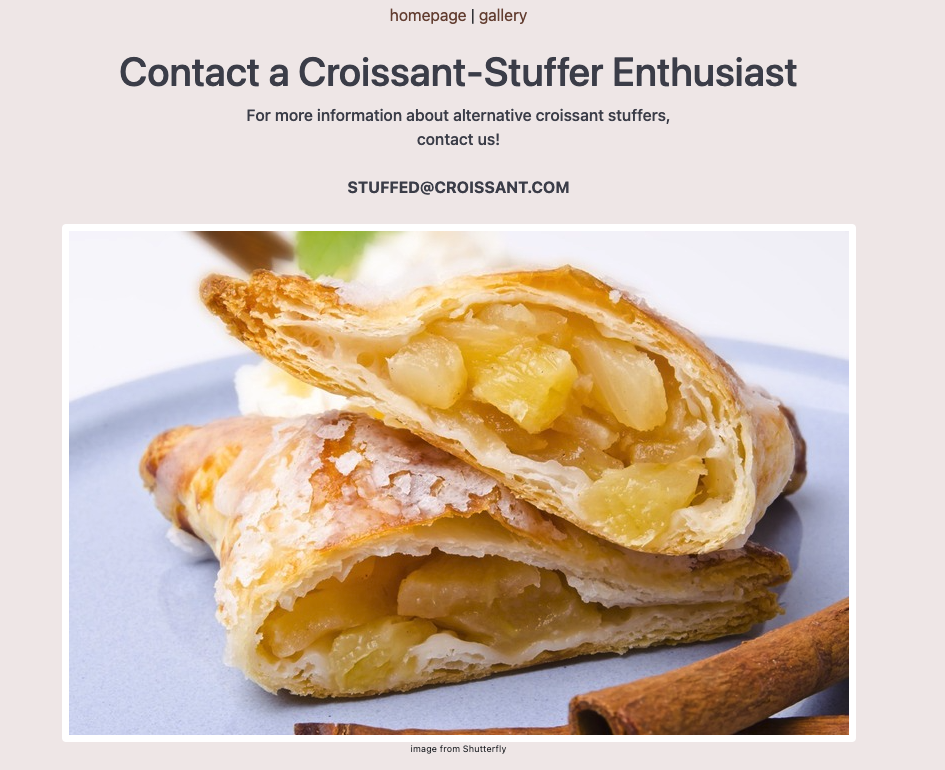 homepage | gallery
Contact a Croissant-Stuffer Enthusiast
For more information about alternative croissant stuffers,
contact us!
STUFFED@CROISSANT.COM
image from Shutterfly